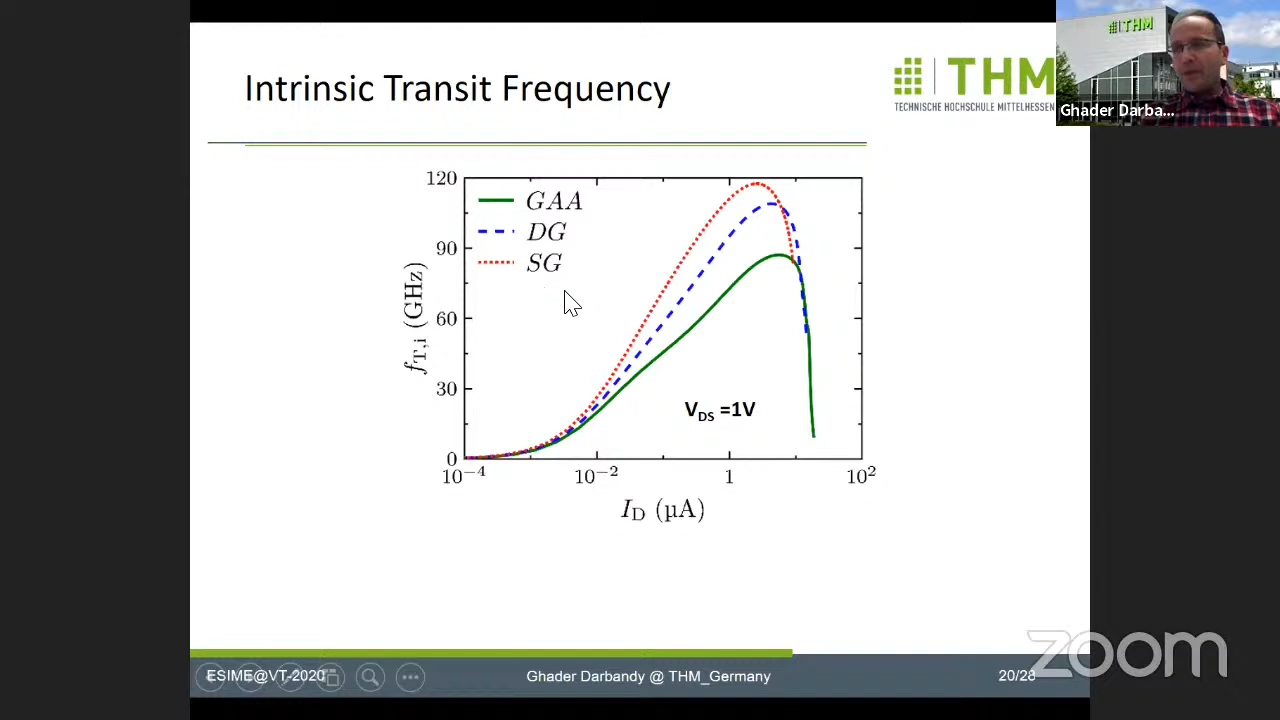 Intrinsic Transit Frequency
THM
TECHNISCHE HOCHSCHULE MITTELHESSEN
THM
Ghader Darba...
120
90
60
30
0
f_T,i (GHz)
GAA
DG
SG
V_DS =1V
10^-4
10^-2
1
10^2
I_D (µA)
zoom
ESIME@VT-2020
Ghader Darbandy @ THM_Germany
20/28